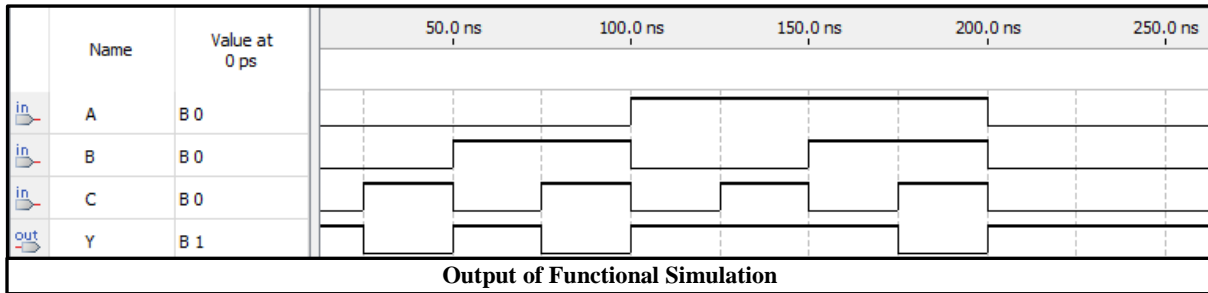 Name
Value at
0 ps
50.0 ns
100.0 ns
150.0 ns
200.0 ns
250.0 ns
in A B 0
in B B 0
in C B 0
out Y B 1
Output of Functional Simulation